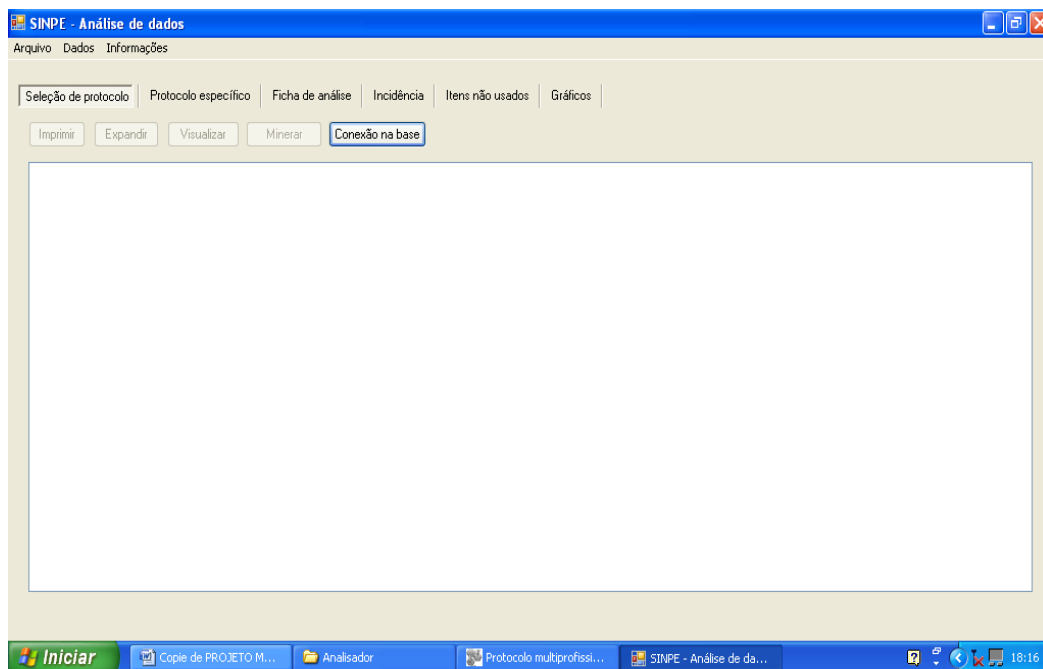 SINPE - Análise de dados
Arquivo Dados Informações
Seleção de protocolo Protocolo específico Ficha de análise Incidência Itens não usados Gráficos
Imprimir Expandir Visualizar Minerar Conexão na base
Iniciar Copie de PROJETO M... Analisador Protocolo multiprofissi... SINPE - Análise de da... 18:16